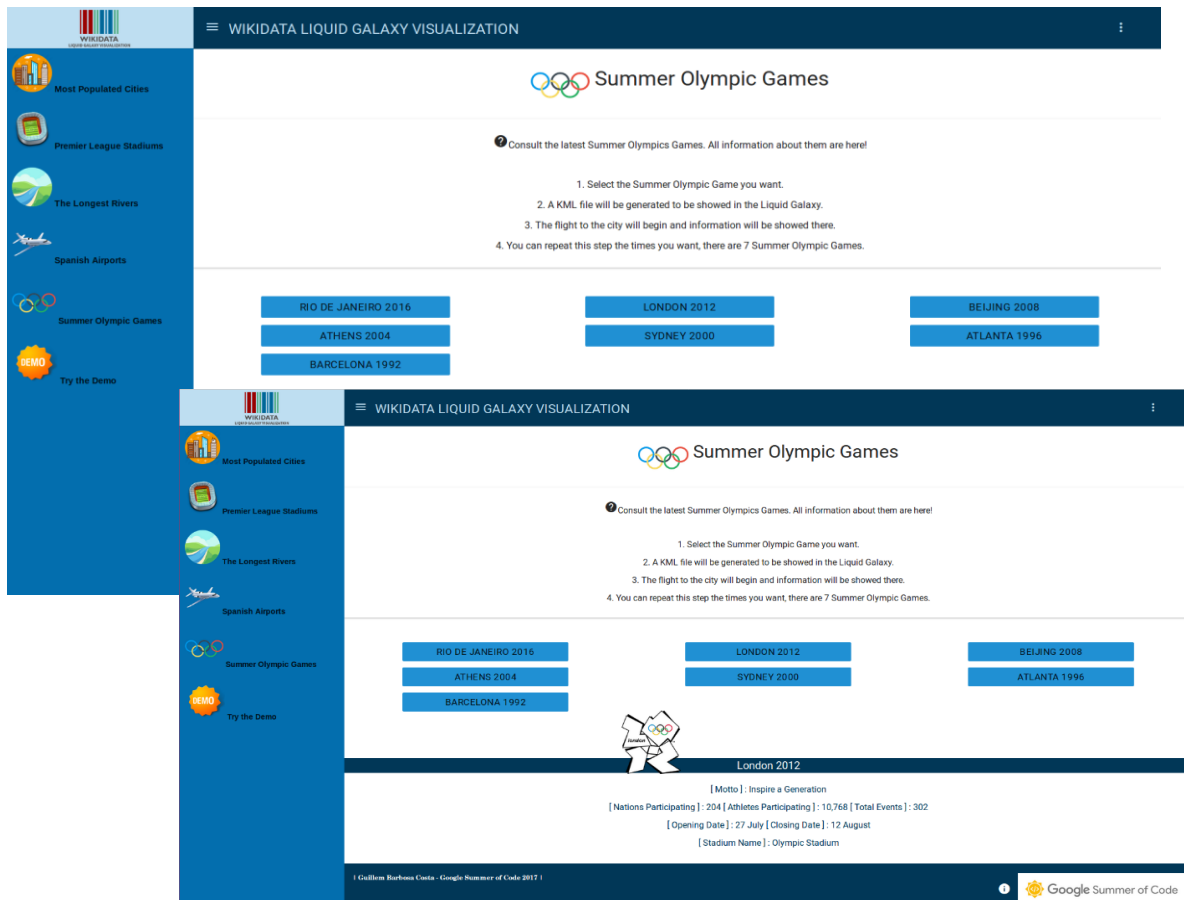 WIKIDATA
LIQUID GALAXY VISUALIZATION
WIKIDATA LIQUID GALAXY VISUALIZATION
Most Populated Cities
Premier League Stadiums
The Longest Rivers
Spanish Airports
Summer Olympic Games
DEMO
Try the Demo
Summer Olympic Games
Consult the latest Summer Olympics Games. All information about them are here!
1. Select the Summer Olympic Game you want.
2. A KML file will be generated to be showed in the Liquid Galaxy.
3. The flight to the city will begin and information will be showed there.
4. You can repeat this step the times you want, there are 7 Summer Olympic Games.
RIO DE JANEIRO 2016 LONDON 2012 BEIJING 2008
ATHENS 2004 SYDNEY 2000 ATLANTA 1996
BARCELONA 1992
WIKIDATA
LIQUID GALAXY VISUALIZATION
WIKIDATA LIQUID GALAXY VISUALIZATION
Most Populated Cities
Premier League Stadiums
The Longest Rivers
Spanish Airports
Summer Olympic Games
DEMO
Try the Demo
Summer Olympic Games
Consult the latest Summer Olympics Games. All information about them are here!
1. Select the Summer Olympic Game you want.
2. A KML file will be generated to be showed in the Liquid Galaxy.
3. The flight to the city will begin and information will be showed there.
4. You can repeat this step the times you want, there are 7 Summer Olympic Games.
RIO DE JANEIRO 2016 LONDON 2012 BEIJING 2008
ATHENS 2004 SYDNEY 2000 ATLANTA 1996
BARCELONA 1992
london
London 2012
[ Motto ] : Inspire a Generation
[ Nations Participating ] : 204 [ Athletes Participating ] : 10,768 [ Total Events ] : 302
[ Opening Date ] : 27 July [ Closing Date ] : 12 August
[ Stadium Name ] : Olympic Stadium
| Guillem Barbosa Costa - Google Summer of Code 2017 |
Google Summer of Code